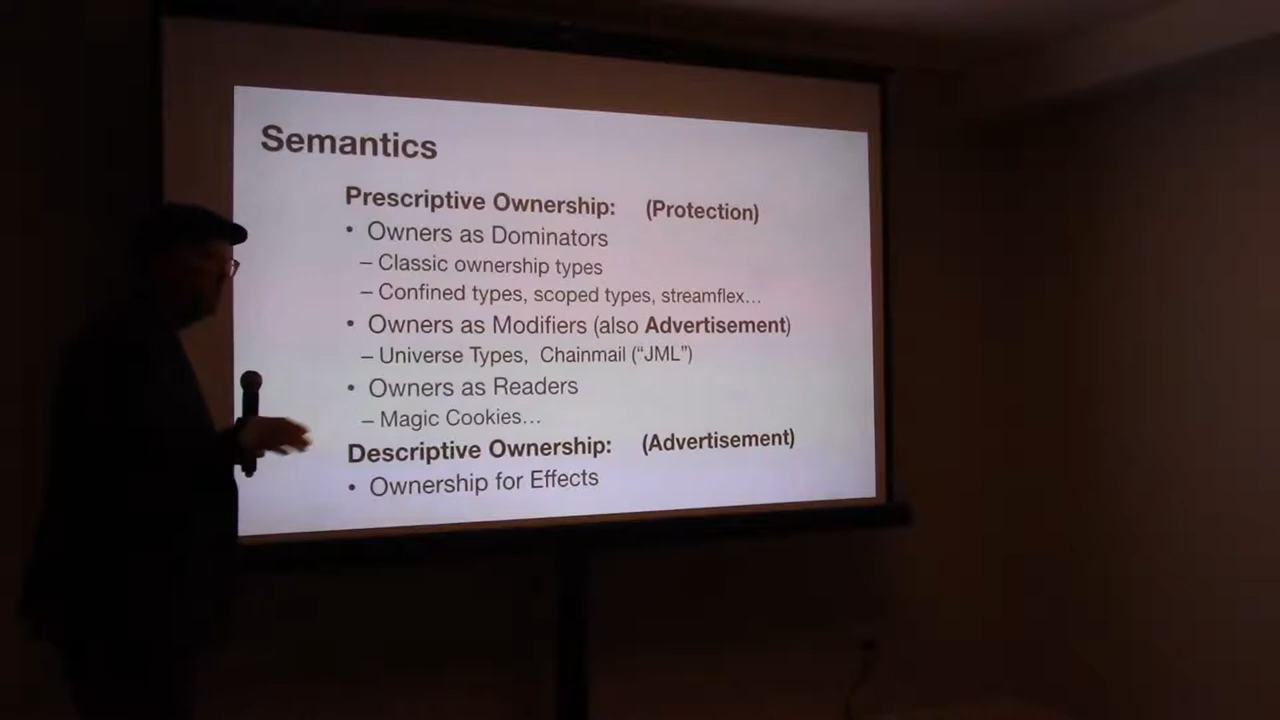 Semantics
Prescriptive Ownership: (Protection)
• Owners as Dominators
– Classic ownership types
– Confined types, scoped types, streamflex…
• Owners as Modifiers (also Advertisement)
– Universe Types, Chainmail (“JML”)
• Owners as Readers
– Magic Cookies…
Descriptive Ownership: (Advertisement)
• Ownership for Effects